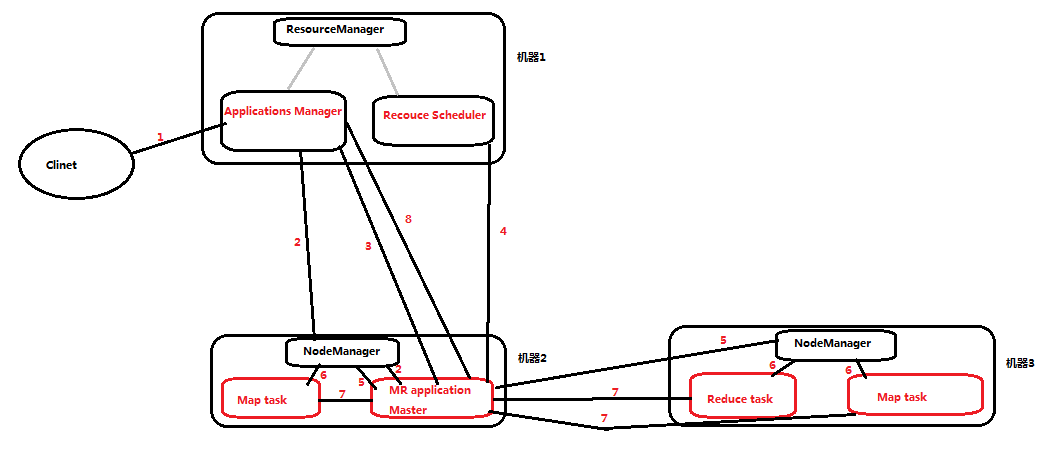 ResourceManager
机器1
Applications Manager
Recouce Scheduler
1
Clinet
8
4
2
3
NodeManager
机器2
5
NodeManager
机器3
6
5
2
6
6
Map task
7
MR application
Master
7
Reduce task
Map task
7